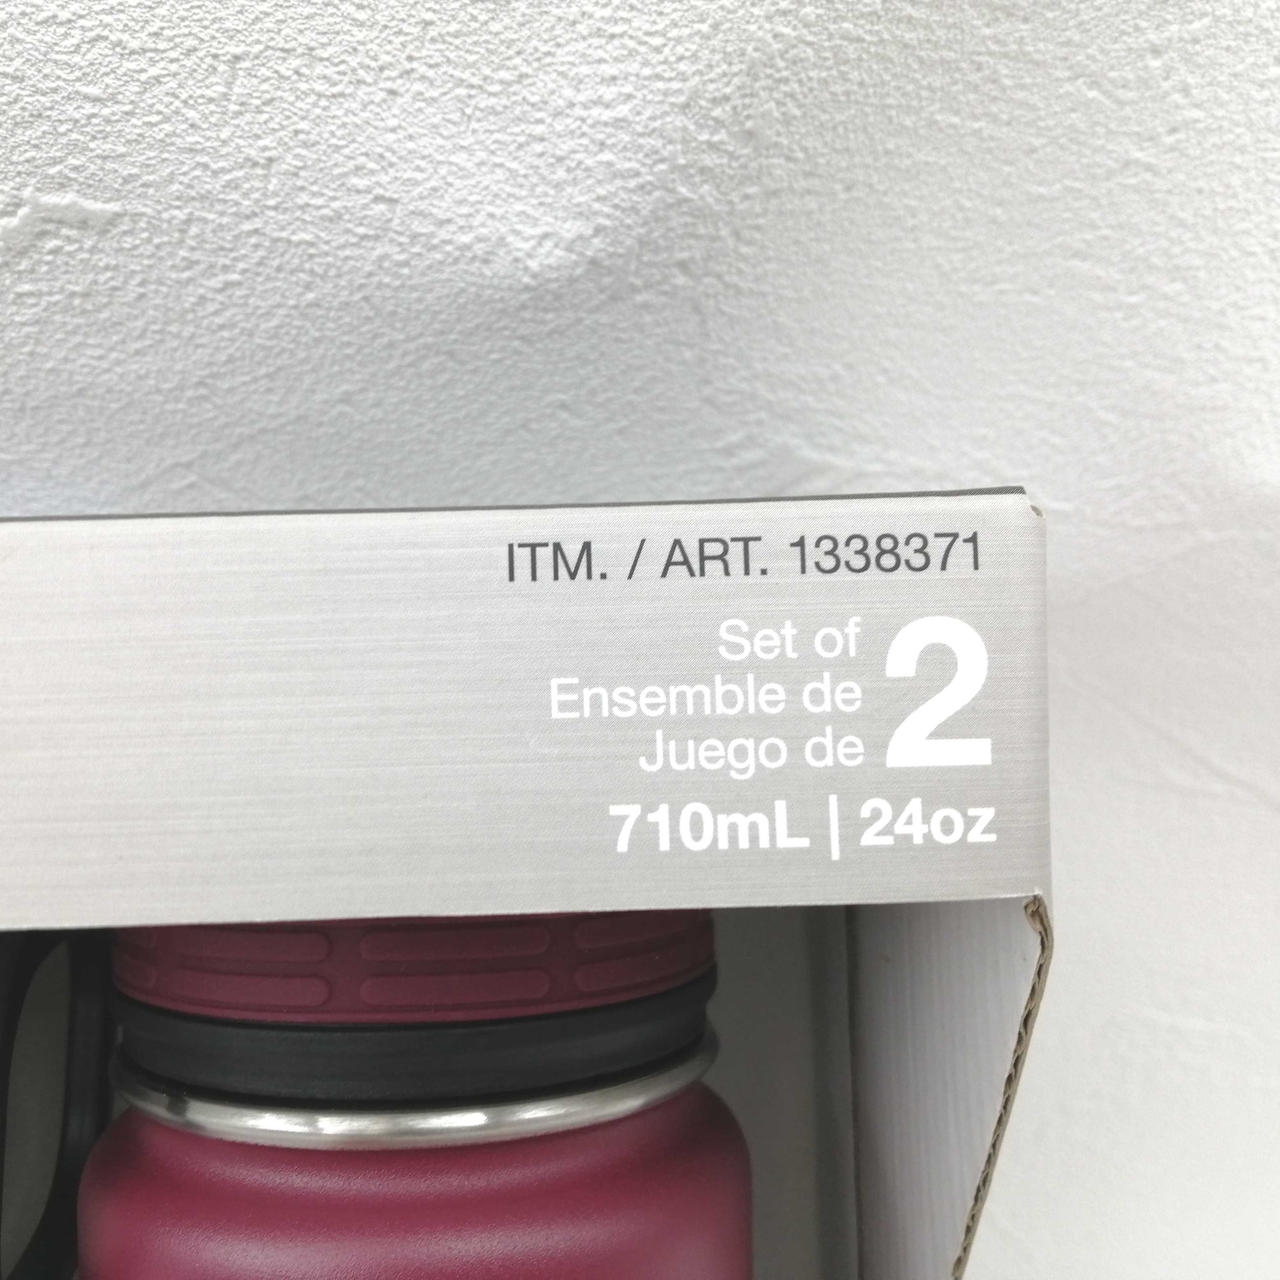 ITM. / ART. 1338371
Set of
Ensemble de
Juego de
2
710mL | 24oz